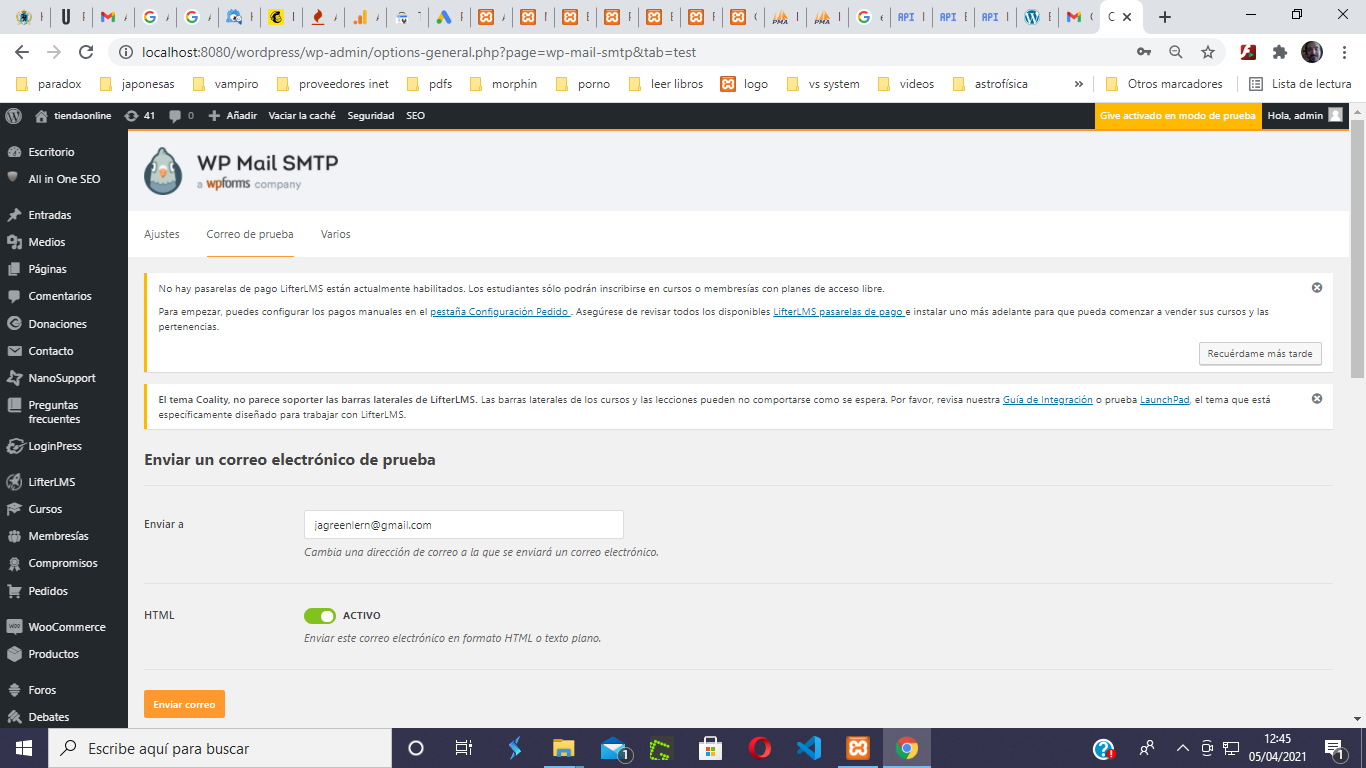 localhost:8080/wordpress/wp-admin/options-general.php?page=wp-mail-smtp&tab=test
paradox
japonesas
vampiro
proveedores inet
pdfs
morphin
porno
leer libros
logo
vs system
videos
astrofísica
»
Otros marcadores
Lista de lectura
tiendaonline
41
0
Añadir
Vaciar la caché
Seguridad
SEO
Give activado en modo de prueba
Hola, admin
Escritorio
All in One SEO
Entradas
Medios
Páginas
Comentarios
Donaciones
Contacto
NanoSupport
Preguntas
frecuentes
LoginPress
LifterLMS
Cursos
Membresías
Compromisos
Pedidos
WooCommerce
Productos
Foros
Debates
WP Mail SMTP
a wpforms company
Ajustes
Correo de prueba
Varios
No hay pasarelas de pago LifterLMS están actualmente habilitados. Los estudiantes sólo podrán inscribirse en cursos o membresías con planes de acceso libre.
Para empezar, puedes configurar los pagos manuales en el pestaña Configuración Pedido . Asegúrese de revisar todos los disponibles LifterLMS pasarelas de pago e instalar uno más adelante para que pueda comenzar a vender sus cursos y las
pertenencias.
Recuérdame más tarde
El tema Coality, no parece soporter las barras laterales de LifterLMS. Las barras laterales de los cursos y las lecciones pueden no comportarse como se espera. Por favor, revisa nuestra Guía de Integración o prueba LaunchPad, el tema que está
específicamente diseñado para trabajar con LifterLMS.
Enviar un correo electrónico de prueba
Enviar a
jagreenlern@gmail.com
Cambia una dirección de correo a la que se enviará un correo electrónico.
HTML
ACTIVO
Enviar este correo electrónico en formato HTML o texto plano.
Enviar correo
Escribe aquí para buscar
1
12:45
05/04/2021
1